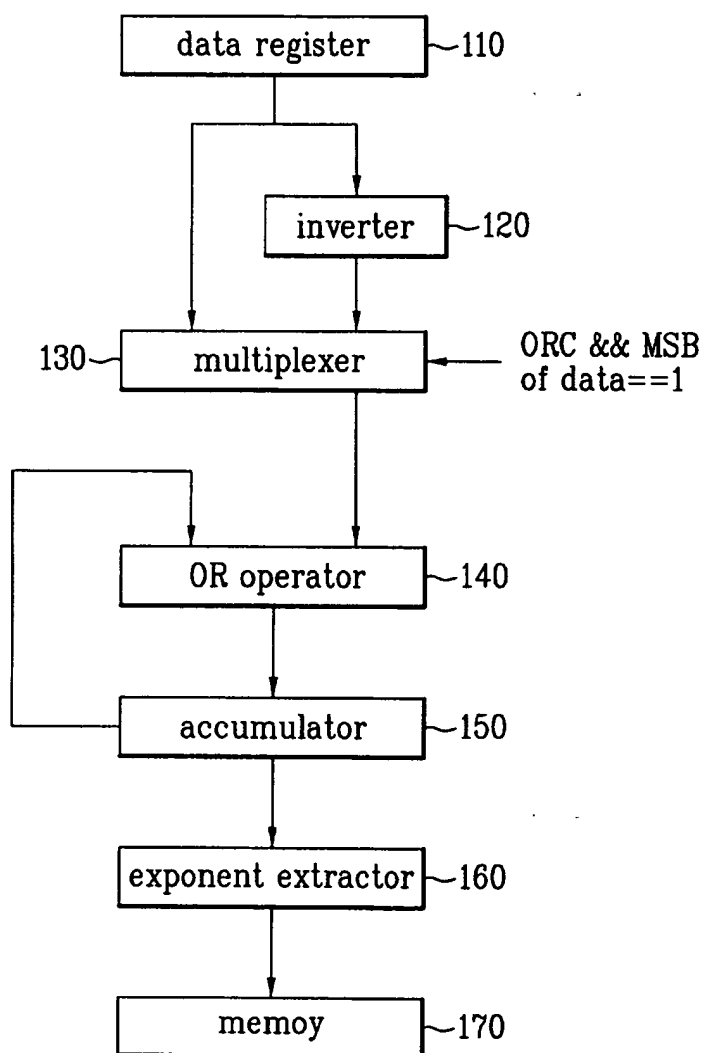 data register 110
inverter 120
130 multiplexer ORC && MSB
of data==1
OR operator 140
accumulator 150
exponent extractor 160
memoy 170